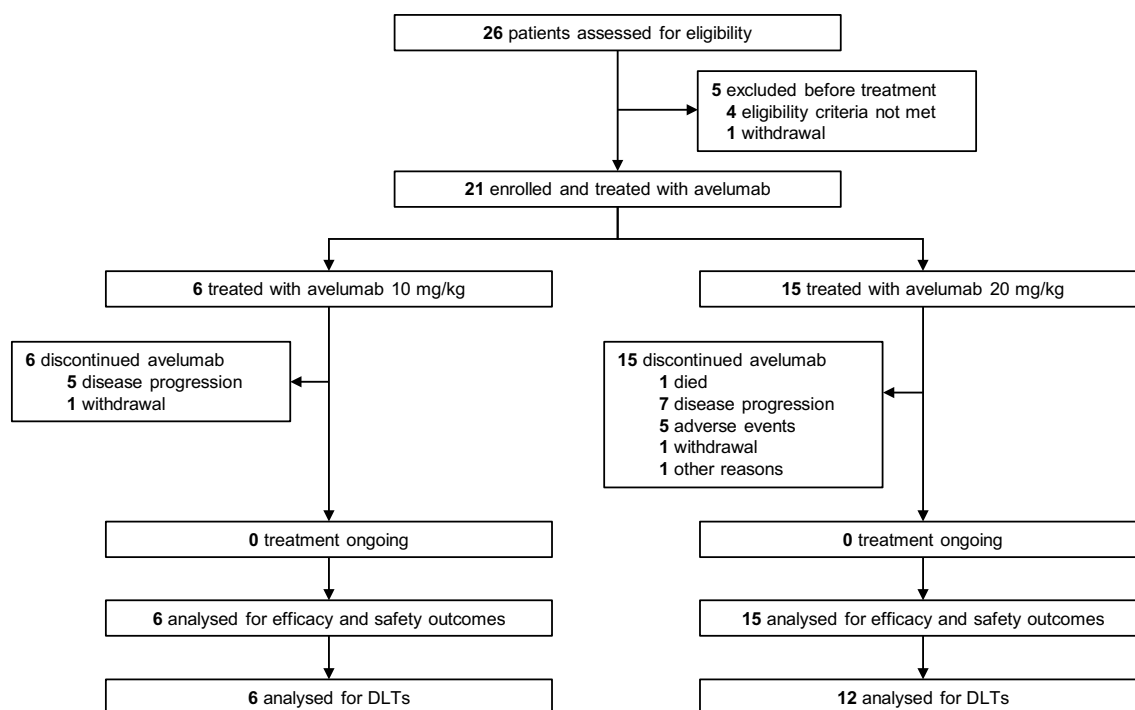 26 patients assessed for eligibility
5 excluded before treatment
4 eligibility criteria not met
1 withdrawal
21 enrolled and treated with avelumab
6 treated with avelumab 10 mg/kg
15 treated with avelumab 20 mg/kg
6 discontinued avelumab
5 disease progression
1 withdrawal
15 discontinued avelumab
1 died
7 disease progression
5 adverse events
1 withdrawal
1 other reasons
0 treatment ongoing
0 treatment ongoing
6 analysed for efficacy and safety outcomes
15 analysed for efficacy and safety outcomes
6 analysed for DLTs
12 analysed for DLTs